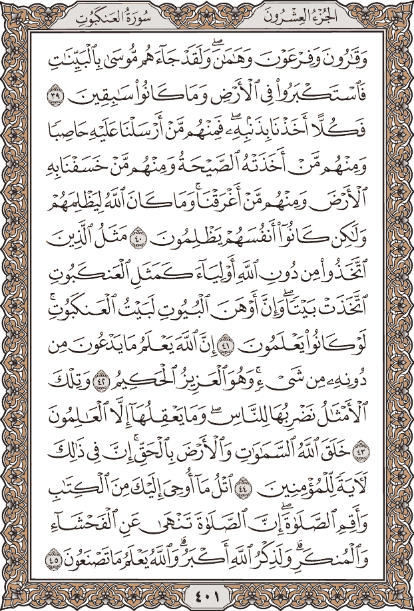 سُورَةُ العَنكَبُوتِ الجُزْءُ العِشْرُونَ
وَقَٰرُونَ وَفِرْعَوْنَ وَهَٰمَٰنَۖ وَلَقَدْ جَآءَهُم مُّوسَىٰ بِٱلْبَيِّنَٰتِ
فَٱسْتَكْبَرُوا۟ فِى ٱلْأَرْضِ وَمَا كَانُوا۟ سَٰبِقِينَ ٣٩
فَكُلًّا أَخَذْنَا بِذَنۢبِهِۦۖ فَمِنْهُم مَّنْ أَرْسَلْنَا عَلَيْهِ حَاصِبًا
وَمِنْهُم مَّنْ أَخَذَتْهُ ٱلصَّيْحَةُ وَمِنْهُم مَّنْ خَسَفْنَا بِهِ
ٱلْأَرْضَ وَمِنْهُم مَّنْ أَغْرَقْنَاۚ وَمَا كَانَ ٱللَّهُ لِيَظْلِمَهُمْ
وَلَٰكِن كَانُوٓا۟ أَنفُسَهُمْ يَظْلِمُونَ ٤٠ مَثَلُ ٱلَّذِينَ
ٱتَّخَذُوا۟ مِن دُونِ ٱللَّهِ أَوْلِيَآءَ كَمَثَلِ ٱلْعَنكَبُوتِ
ٱتَّخَذَتْ بَيْتًاۖ وَإِنَّ أَوْهَنَ ٱلْبُيُوتِ لَبَيْتُ ٱلْعَنكَبُوتِۚ
لَوْ كَانُوا۟ يَعْلَمُونَ ٤١ إِنَّ ٱللَّهَ يَعْلَمُ مَا يَدْعُونَ مِن
دُونِهِۦ مِن شَىْءٍۚ وَهُوَ ٱلْعَزِيزُ ٱلْحَكِيمُ ٤٢ وَتِلْكَ
ٱلْأَمْثَٰلُ نَضْرِبُهَا لِلنَّاسِۖ وَمَا يَعْقِلُهَآ إِلَّا ٱلْعَٰلِمُونَ
٤٣ خَلَقَ ٱللَّهُ ٱلسَّمَٰوَٰتِ وَٱلْأَرْضَ بِٱلْحَقِّۚ إِنَّ فِى ذَٰلِكَ
لَءَايَةً لِّلْمُؤْمِنِينَ ٤٤ ٱتْلُ مَآ أُوحِىَ إِلَيْكَ مِنَ ٱلْكِتَٰبِ
وَأَقِمِ ٱلصَّلَوٰةَۖ إِنَّ ٱلصَّلَوٰةَ تَنْهَىٰ عَنِ ٱلْفَحْشَآءِ
وَٱلْمُنكَرِۗ وَلَذِكْرُ ٱللَّهِ أَكْبَرُۗ وَٱللَّهُ يَعْلَمُ مَا تَصْنَعُونَ ٤٥
٤٠١